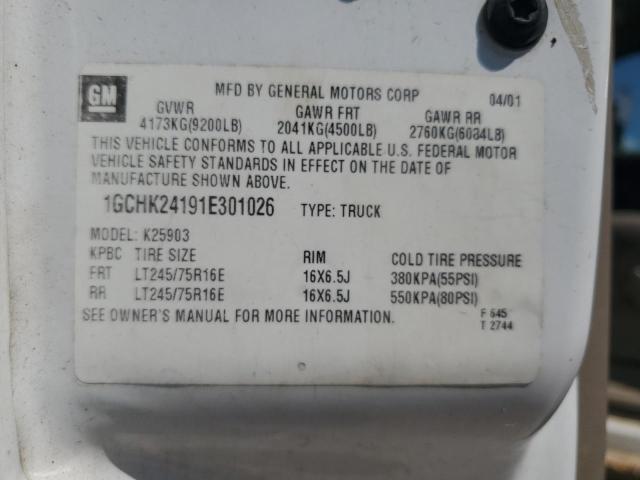 GM
MFD BY GENERAL MOTORS CORP 04/01
GVWR GAWR FRT GAWR RR
4173KG(9200LB) 2041KG(4500LB) 2760KG(6084LB)
THIS VEHICLE CONFORMS TO ALL APPLICABLE U.S. FEDERAL MOTOR
VEHICLE SAFETY STANDARDS IN EFFECT ON THE DATE OF
MANUFACTURE SHOWN ABOVE.
1GCHK24191E301026 TYPE: TRUCK
MODEL: K25903
KPBC TIRE SIZE RIM COLD TIRE PRESSURE
FRT LT245/75R16E 16X6.5J 380KPA(55PSI)
RR LT245/75R16E 16X6.5J 550KPA(80PSI)
SEE OWNER'S MANUAL FOR MORE INFORMATION.
F 645
T 2744